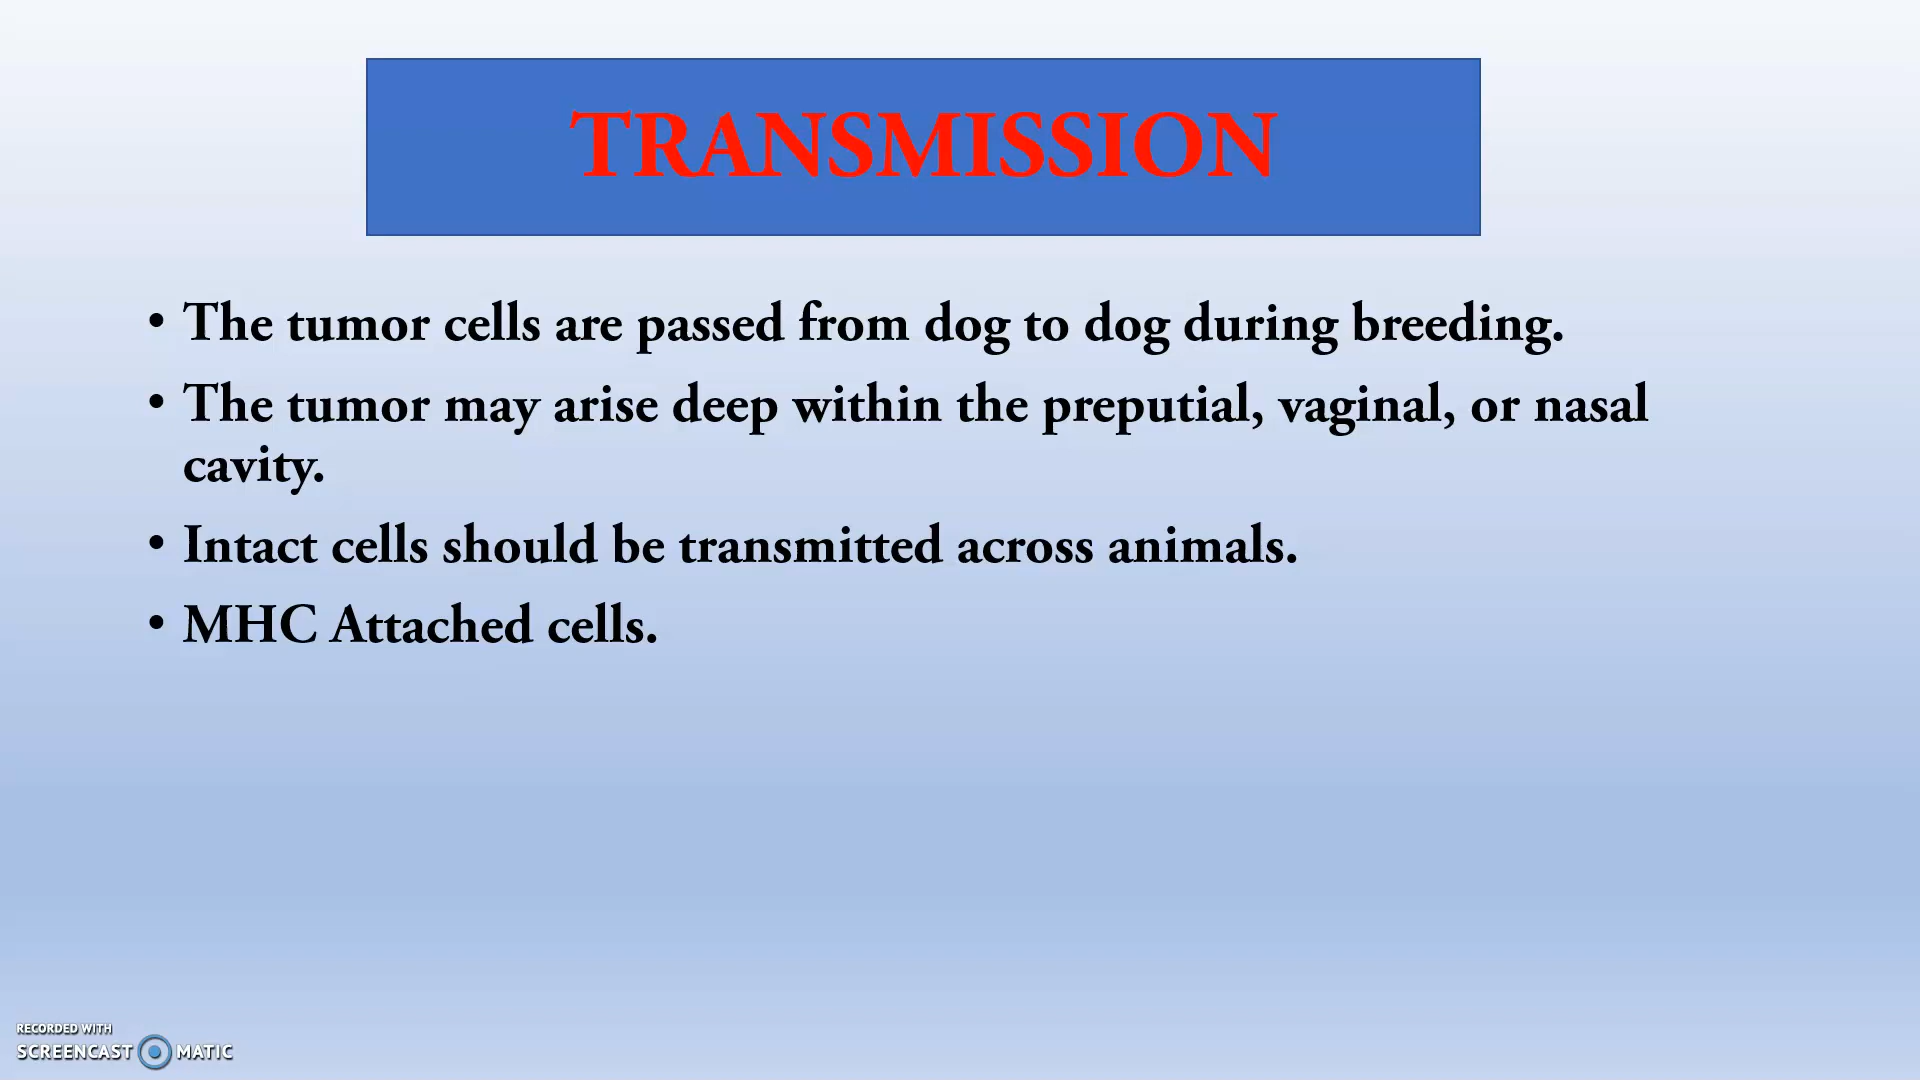 TRANSMISSION
• The tumor cells are passed from dog to dog during breeding.
• The tumor may arise deep within the preputial, vaginal, or nasal
cavity.
• Intact cells should be transmitted across animals.
• MHC Attached cells.
RECORDED WITH
SCREENCAST MATIC